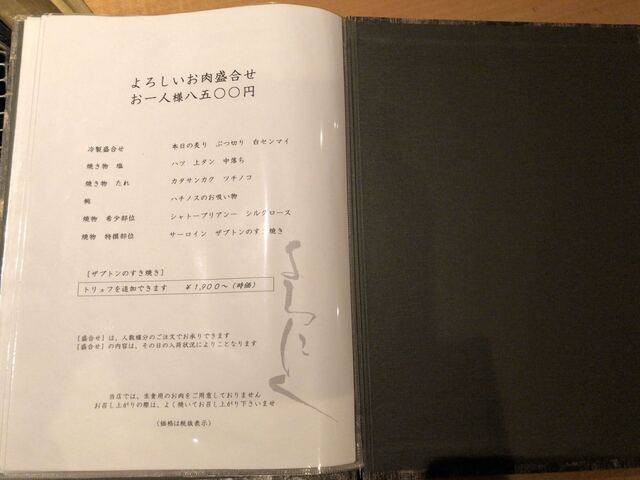 よろしいお肉盛合せ
お一人様八五〇〇円
冷製盛合せ 本日の炙り ぶつ切り 白センマイ
焼き物 塩 ハツ 上タン 中落ち
焼き物 たれ カタサンカク ツチノコ
椀 ハチノスのお吸い物
焼物 希少部位 シャトーブリアンー シルクロース
焼物 特撰部位 サーロイン ザブトンのすき焼き
[ザブトンのすき焼き]
トリュフを追加できます ￥1,900〜(時価)
[盛合せ]は、人数様分のご注文でお承りできます
[盛合せ]の内容は、その日の入荷状況によりことなります
よろにく
当店では、生食用のお肉をご用意しておりません
お召し上がりの際は、よく焼いてお召し上がり下さいませ
(価格は税抜表示)